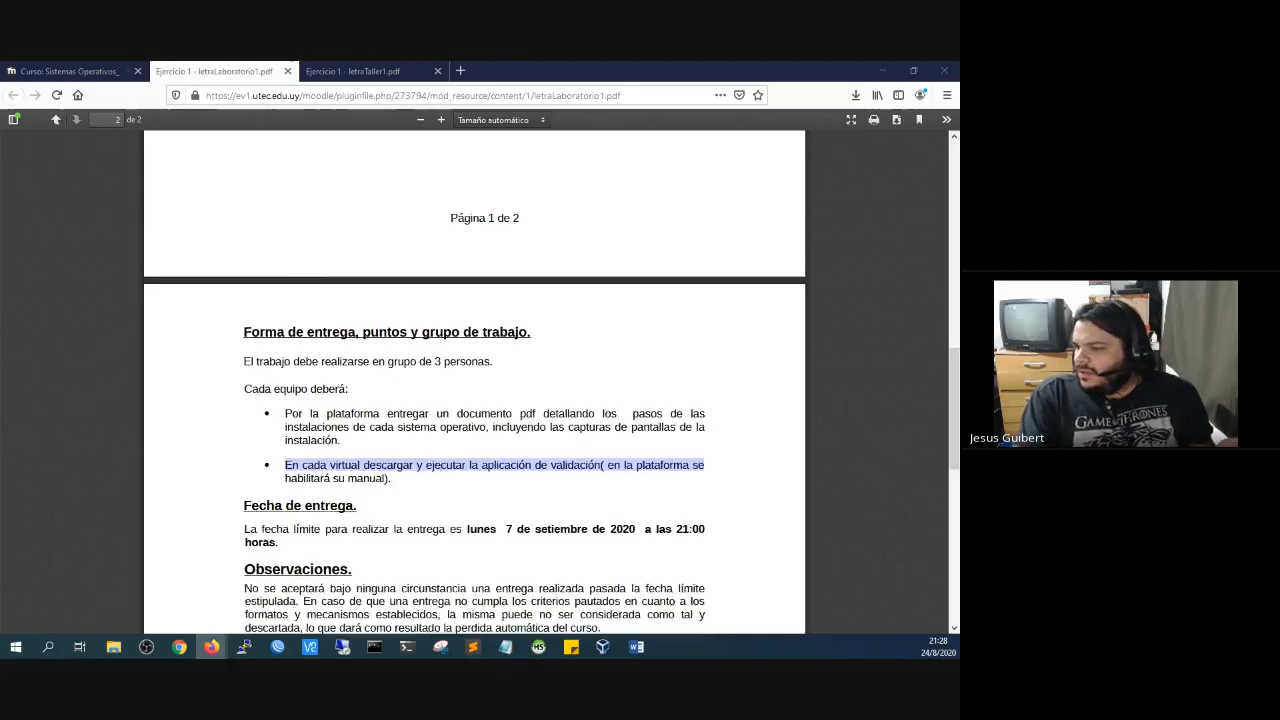 Curso: Sistemas Operativos_
Ejercicio 1 - letraLaboratorio1.pdf
Ejercicio 1 - letraTaller1.pdf
https://ev1.utec.edu.uy/moodle/pluginfile.php/273794/mod_resource/content/1/letraLaboratorio1.pdf
2 de 2
Tamaño automático
Página 1 de 2
Forma de entrega, puntos y grupo de trabajo.
El trabajo debe realizarse en grupo de 3 personas.
Cada equipo deberá:
• Por la plataforma entregar un documento pdf detallando los pasos de las
instalaciones de cada sistema operativo, incluyendo las capturas de pantallas de la
instalación.
• En cada virtual descargar y ejecutar la aplicación de validación( en la plataforma se
habilitará su manual).
Fecha de entrega.
La fecha límite para realizar la entrega es lunes 7 de setiembre de 2020 a las 21:00
horas.
Observaciones.
No se aceptará bajo ninguna circunstancia una entrega realizada pasada la fecha límite
estipulada. En caso de que una entrega no cumpla los criterios pautados en cuanto a los
formatos y mecanismos establecidos, la misma puede no ser considerada como tal y
descartada, lo que dará como resultado la perdida automática del curso.
GAME OF THRONES
Jesus Guibert
21:28
24/8/2020